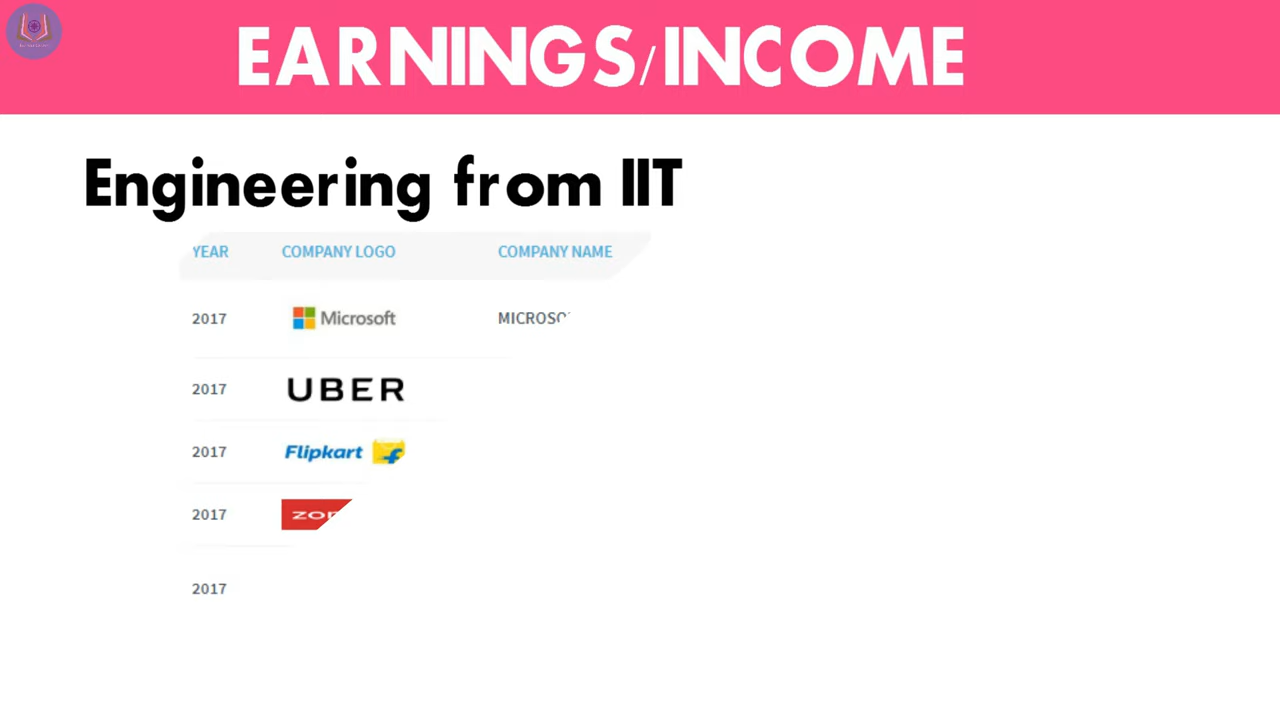 EARNINGS/INCOME
Engineering from IIT
YEAR COMPANY LOGO COMPANY NAME
2017 Microsoft
2017 UBER
2017 Flipkart
2017
2017